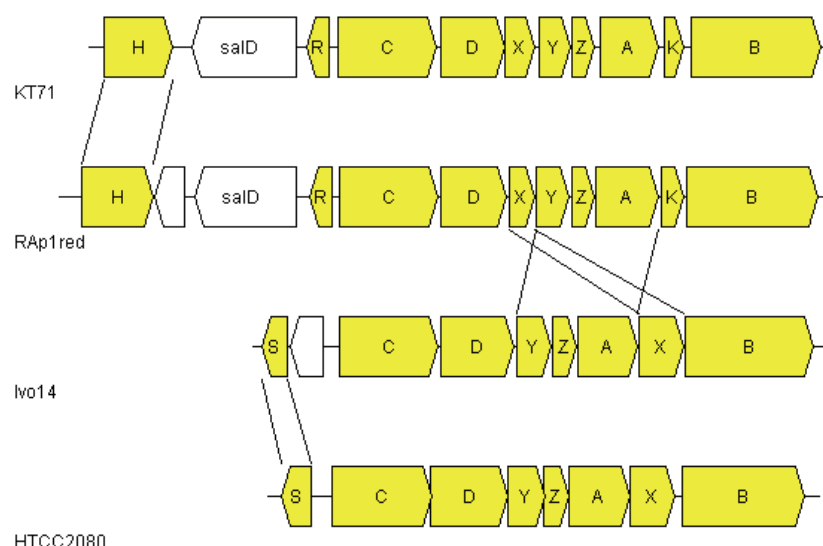 H salD R C D X Y Z A K B
KT71
H salD R C D X Y Z A K B
RAp1red
S C D Y Z A X B
Ivo14
S C D Y Z A X B
HTCC2080